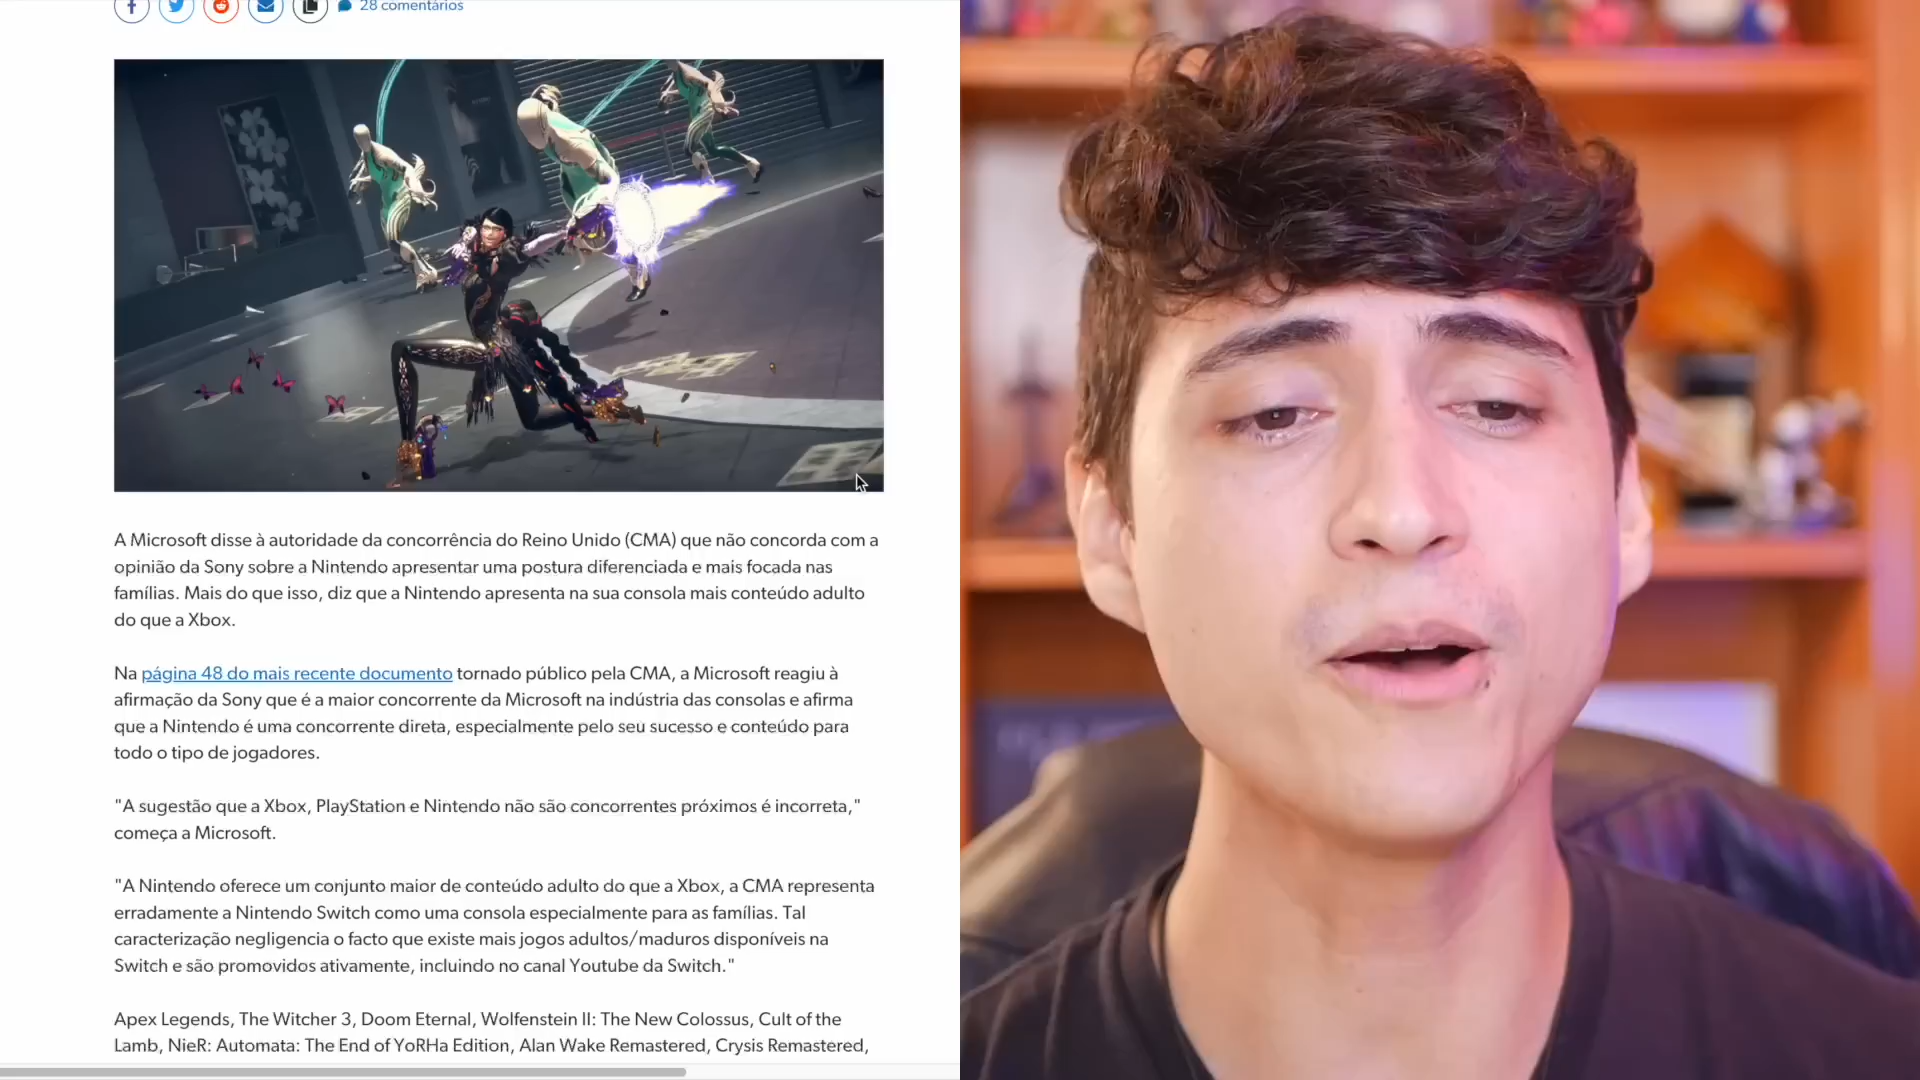 28 comentários
A Microsoft disse à autoridade da concorrência do Reino Unido (CMA) que não concorda com a
opinião da Sony sobre a Nintendo apresentar uma postura diferenciada e mais focada nas
famílias. Mais do que isso, diz que a Nintendo apresenta na sua consola mais conteúdo adulto
do que a Xbox.
Na página 48 do mais recente documento tornado público pela CMA, a Microsoft reagiu à
afirmação da Sony que é a maior concorrente da Microsoft na indústria das consolas e afirma
que a Nintendo é uma concorrente direta, especialmente pelo seu sucesso e conteúdo para
todo o tipo de jogadores.
"A sugestão que a Xbox, PlayStation e Nintendo não são concorrentes próximos é incorreta,"
começa a Microsoft.
"A Nintendo oferece um conjunto maior de conteúdo adulto do que a Xbox, a CMA representa
erradamente a Nintendo Switch como uma consola especialmente para as famílias. Tal
caracterização negligencia o facto que existe mais jogos adultos/maduros disponíveis na
Switch e são promovidos ativamente, incluindo no canal Youtube da Switch."
Apex Legends, The Witcher 3, Doom Eternal, Wolfenstein II: The New Colossus, Cult of the
Lamb, NieR: Automata: The End of YoRHa Edition, Alan Wake Remastered, Crysis Remastered,